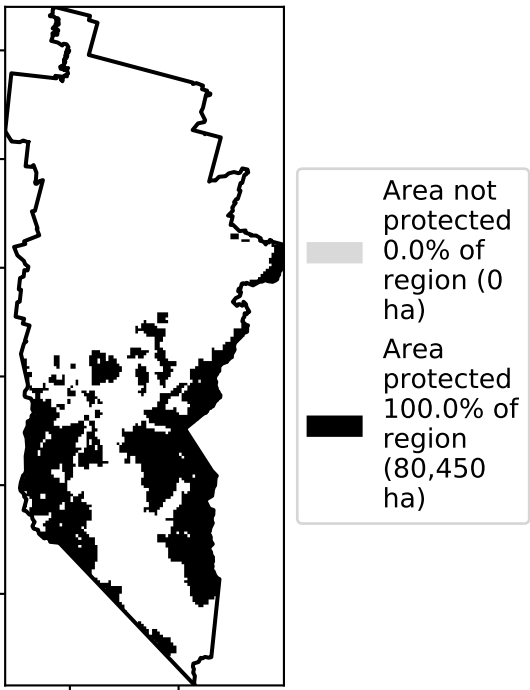 Area not
protected
0.0% of
region (0
ha)
Area
protected
100.0% of
region
(80,450
ha)